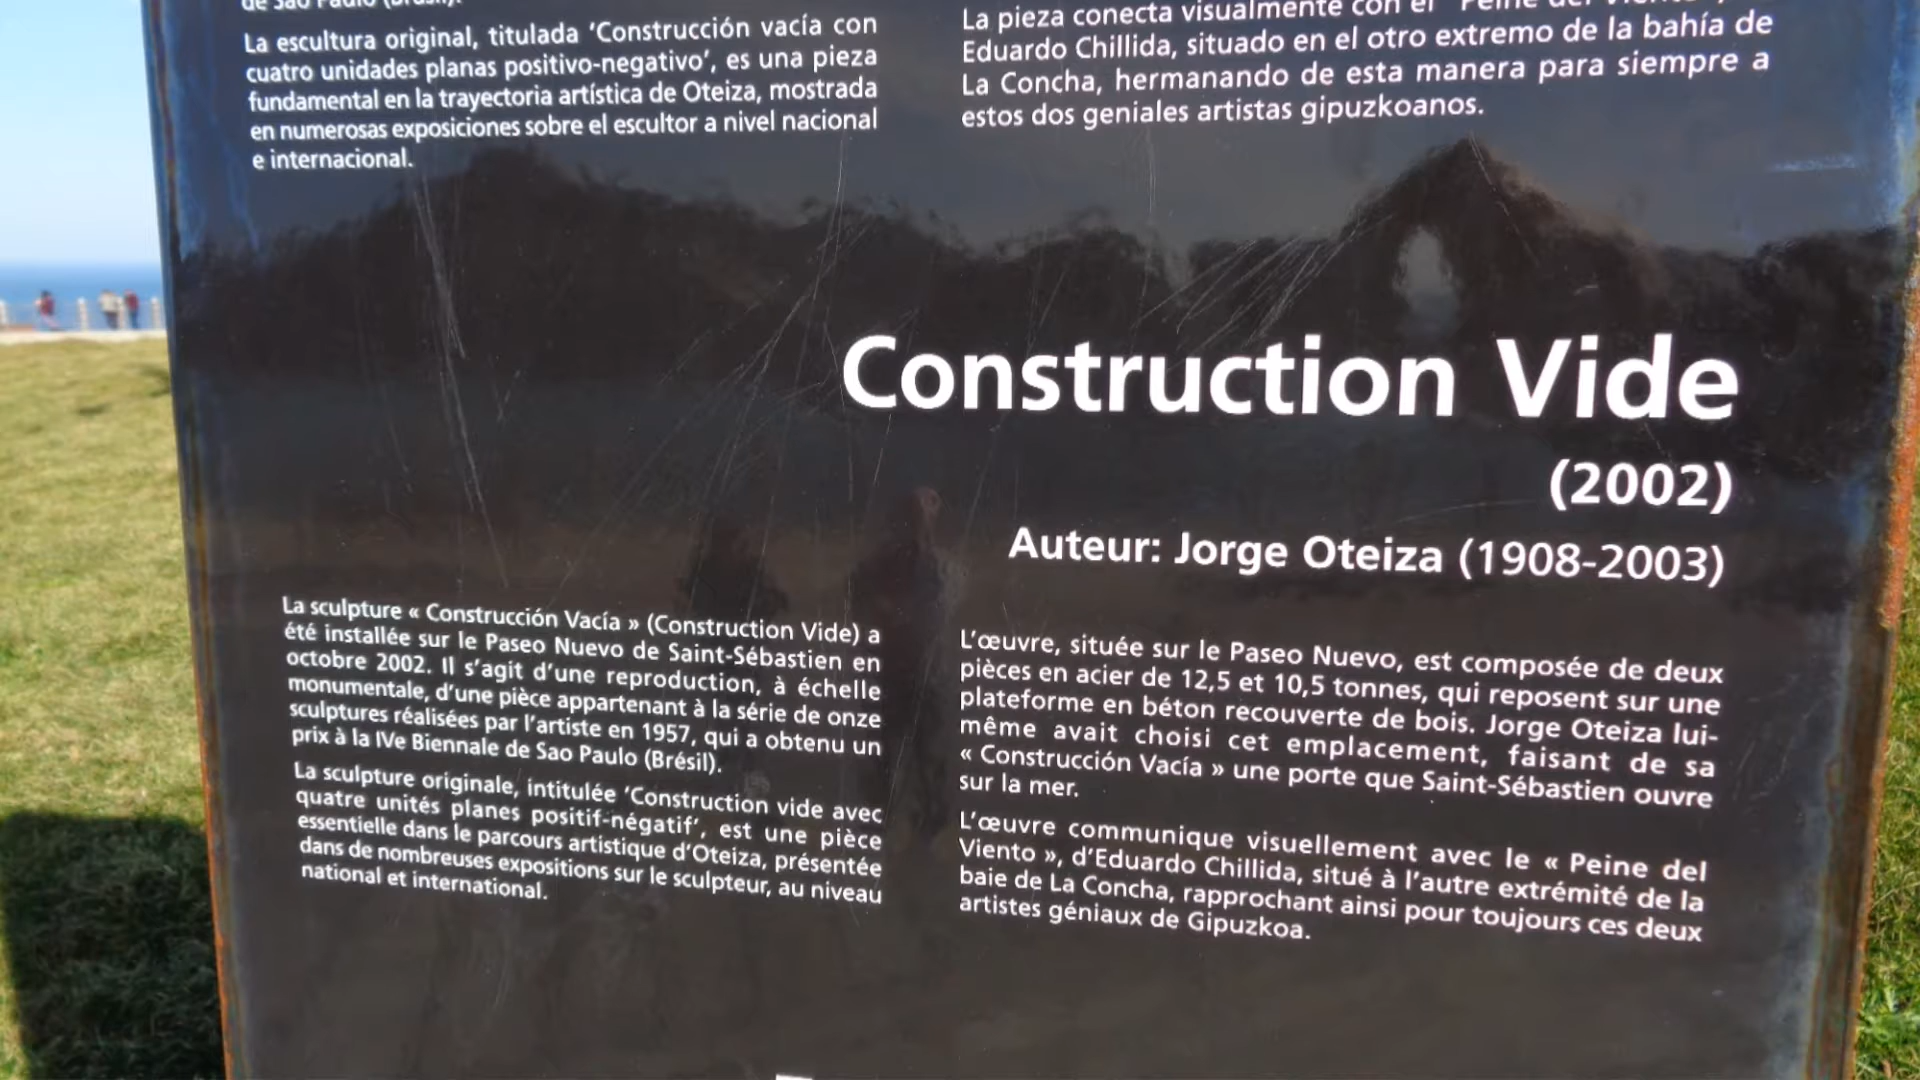 de Sao Paulo (Brasil).
La escultura original, titulada ‘Construcción vacía con
cuatro unidades planas positivo-negativo’, es una pieza
fundamental en la trayectoria artística de Oteiza, mostrada
en numerosas exposiciones sobre el escultor a nivel nacional
e internacional.
La pieza conecta visualmente con el “Peine del Viento”,
Eduardo Chillida, situado en el otro extremo de la bahía de
La Concha, hermanando de esta manera para siempre a
estos dos geniales artistas gipuzkoanos.
Construction Vide
(2002)
Auteur: Jorge Oteiza (1908-2003)
La sculpture « Construcción Vacía » (Construction Vide) a
été installée sur le Paseo Nuevo de Saint-Sébastien en
octobre 2002. Il s’agit d’une reproduction, à échelle
monumentale, d’une pièce appartenant à la série de onze
sculptures réalisées par l’artiste en 1957, qui a obtenu un
prix à la IVe Biennale de Sao Paulo (Brésil).
La sculpture originale, intitulée ‘Construction vide avec
quatre unités planes positif-négatif’, est une pièce
essentielle dans le parcours artistique d’Oteiza, présentée
dans de nombreuses expositions sur le sculpteur, au niveau
national et international.
L’œuvre, située sur le Paseo Nuevo, est composée de deux
pièces en acier de 12,5 et 10,5 tonnes, qui reposent sur une
plateforme en béton recouverte de bois. Jorge Oteiza lui-
même avait choisi cet emplacement, faisant de sa
« Construcción Vacía » une porte que Saint-Sébastien ouvre
sur la mer.
L’œuvre communique visuellement avec le « Peine del
Viento », d’Eduardo Chillida, situé à l’autre extrémité de la
baie de La Concha, rapprochant ainsi pour toujours ces deux
artistes géniaux de Gipuzkoa.